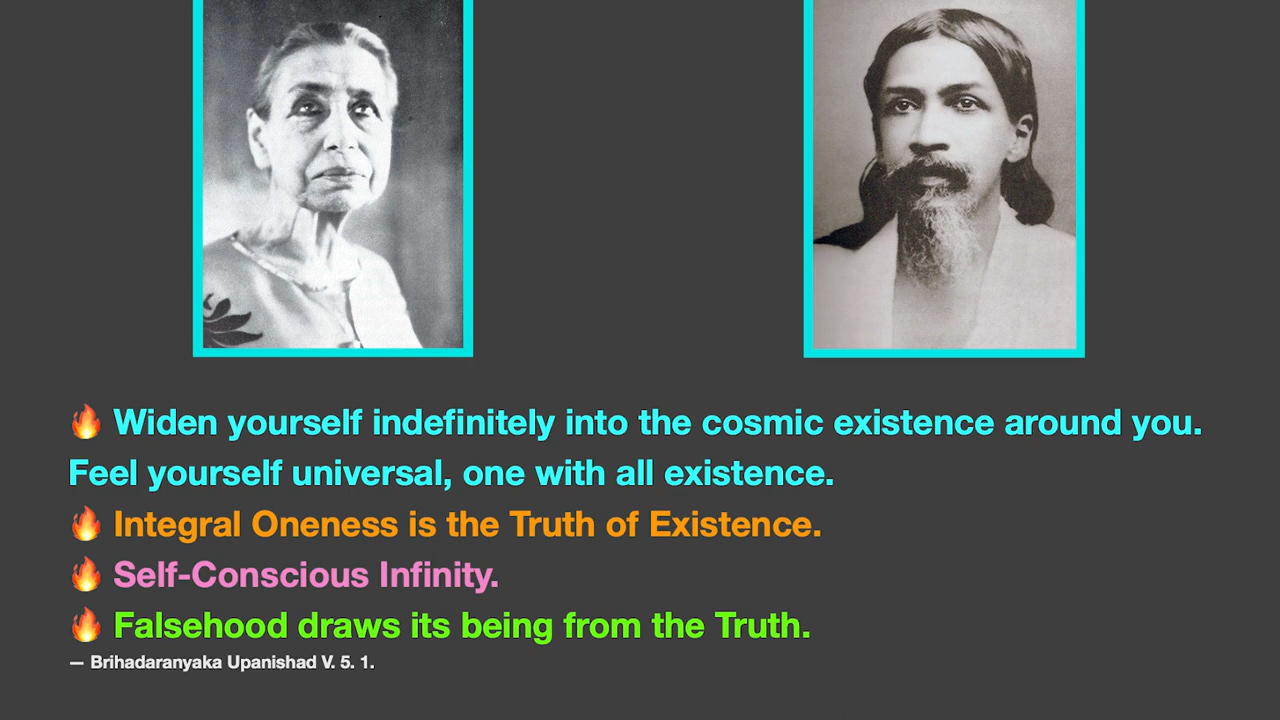 🔥 Widen yourself indefinitely into the cosmic existence around you.
Feel yourself universal, one with all existence.
🔥 Integral Oneness is the Truth of Existence.
🔥 Self-Conscious Infinity.
🔥 Falsehood draws its being from the Truth.
— Brihadaranyaka Upanishad V. 5. 1.